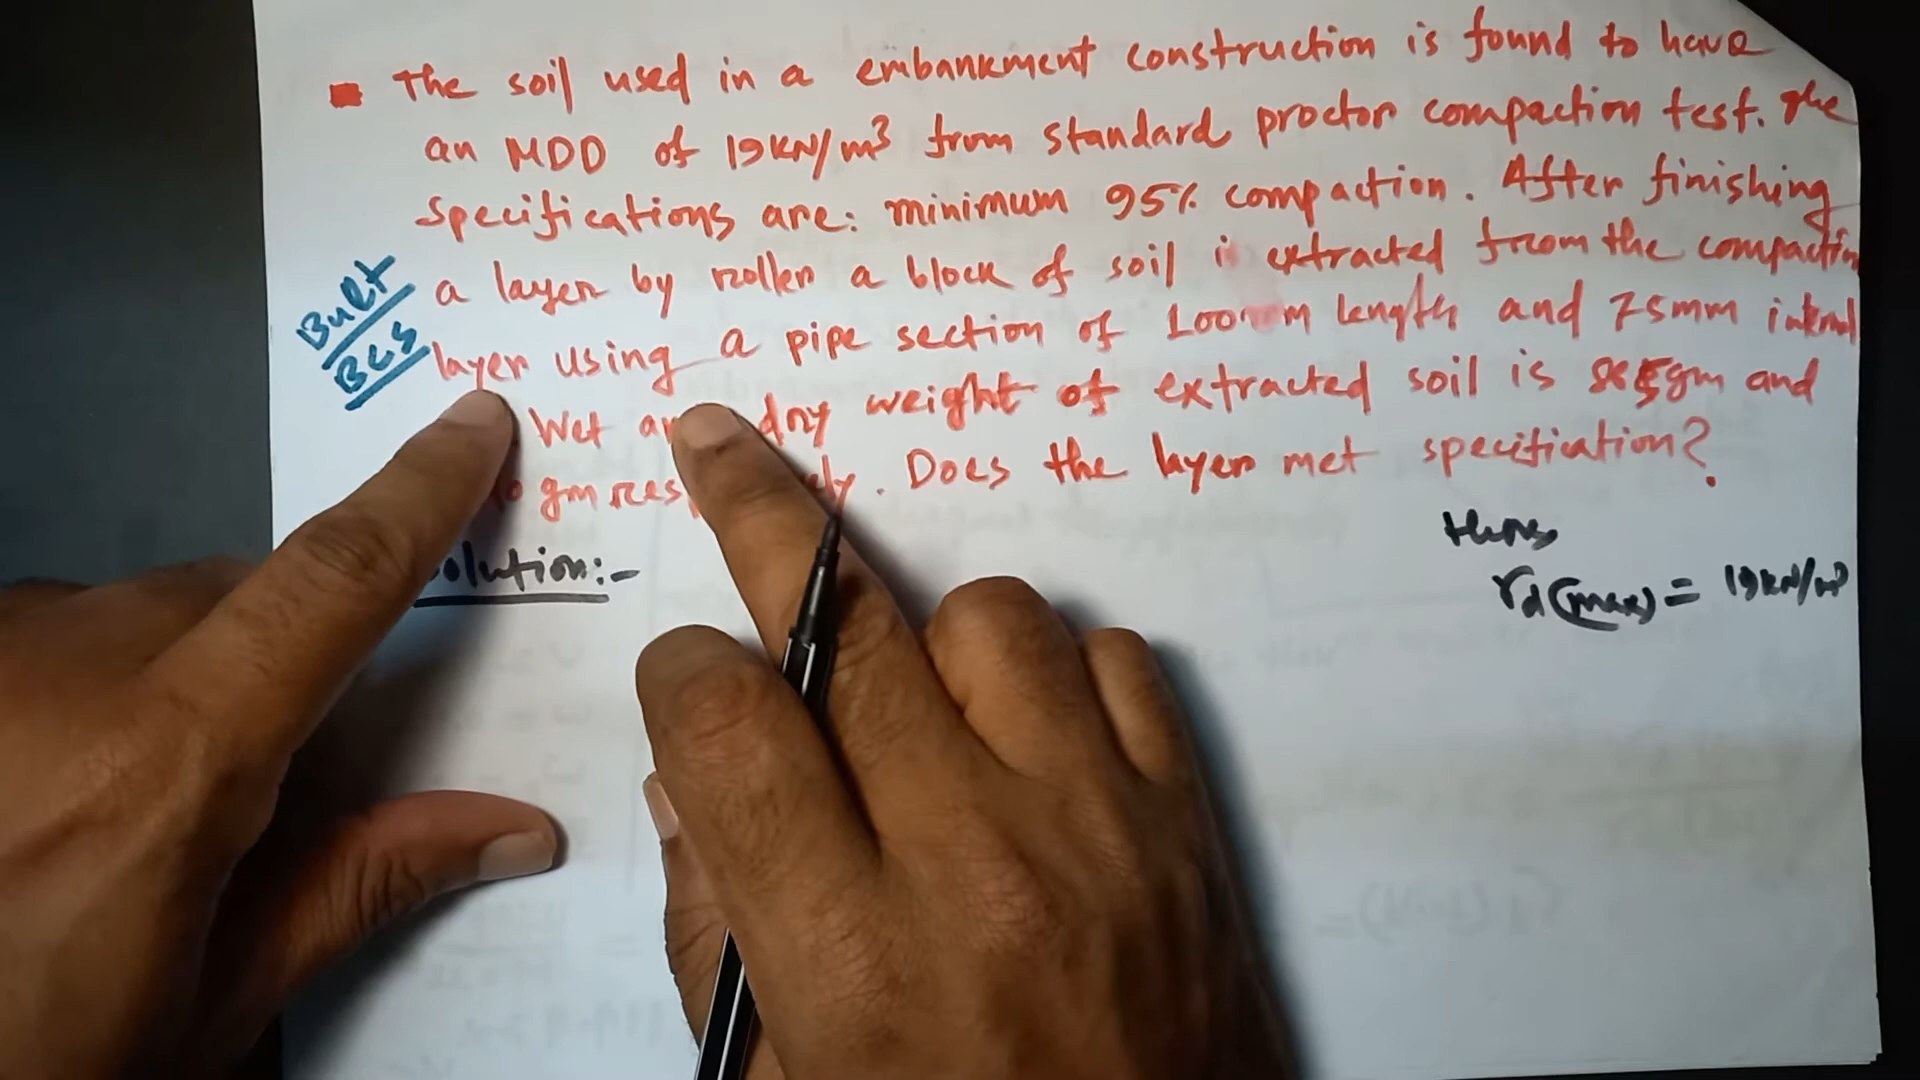 The soil used in a embankment construction is found to have
an MDD of 19kN/m³ from standard proctor compaction test. The
specifications are: minimum 95% compaction. After finishing
a layer by roller a block of soil is extracted from the compaction
layer using a pipe section of 100mm length and 75mm internal
Wet dry weight of extracted soil is and
gm Does the layer met specification?
Buet
BCS
Solution:-
γd(max) = 19kN/m³